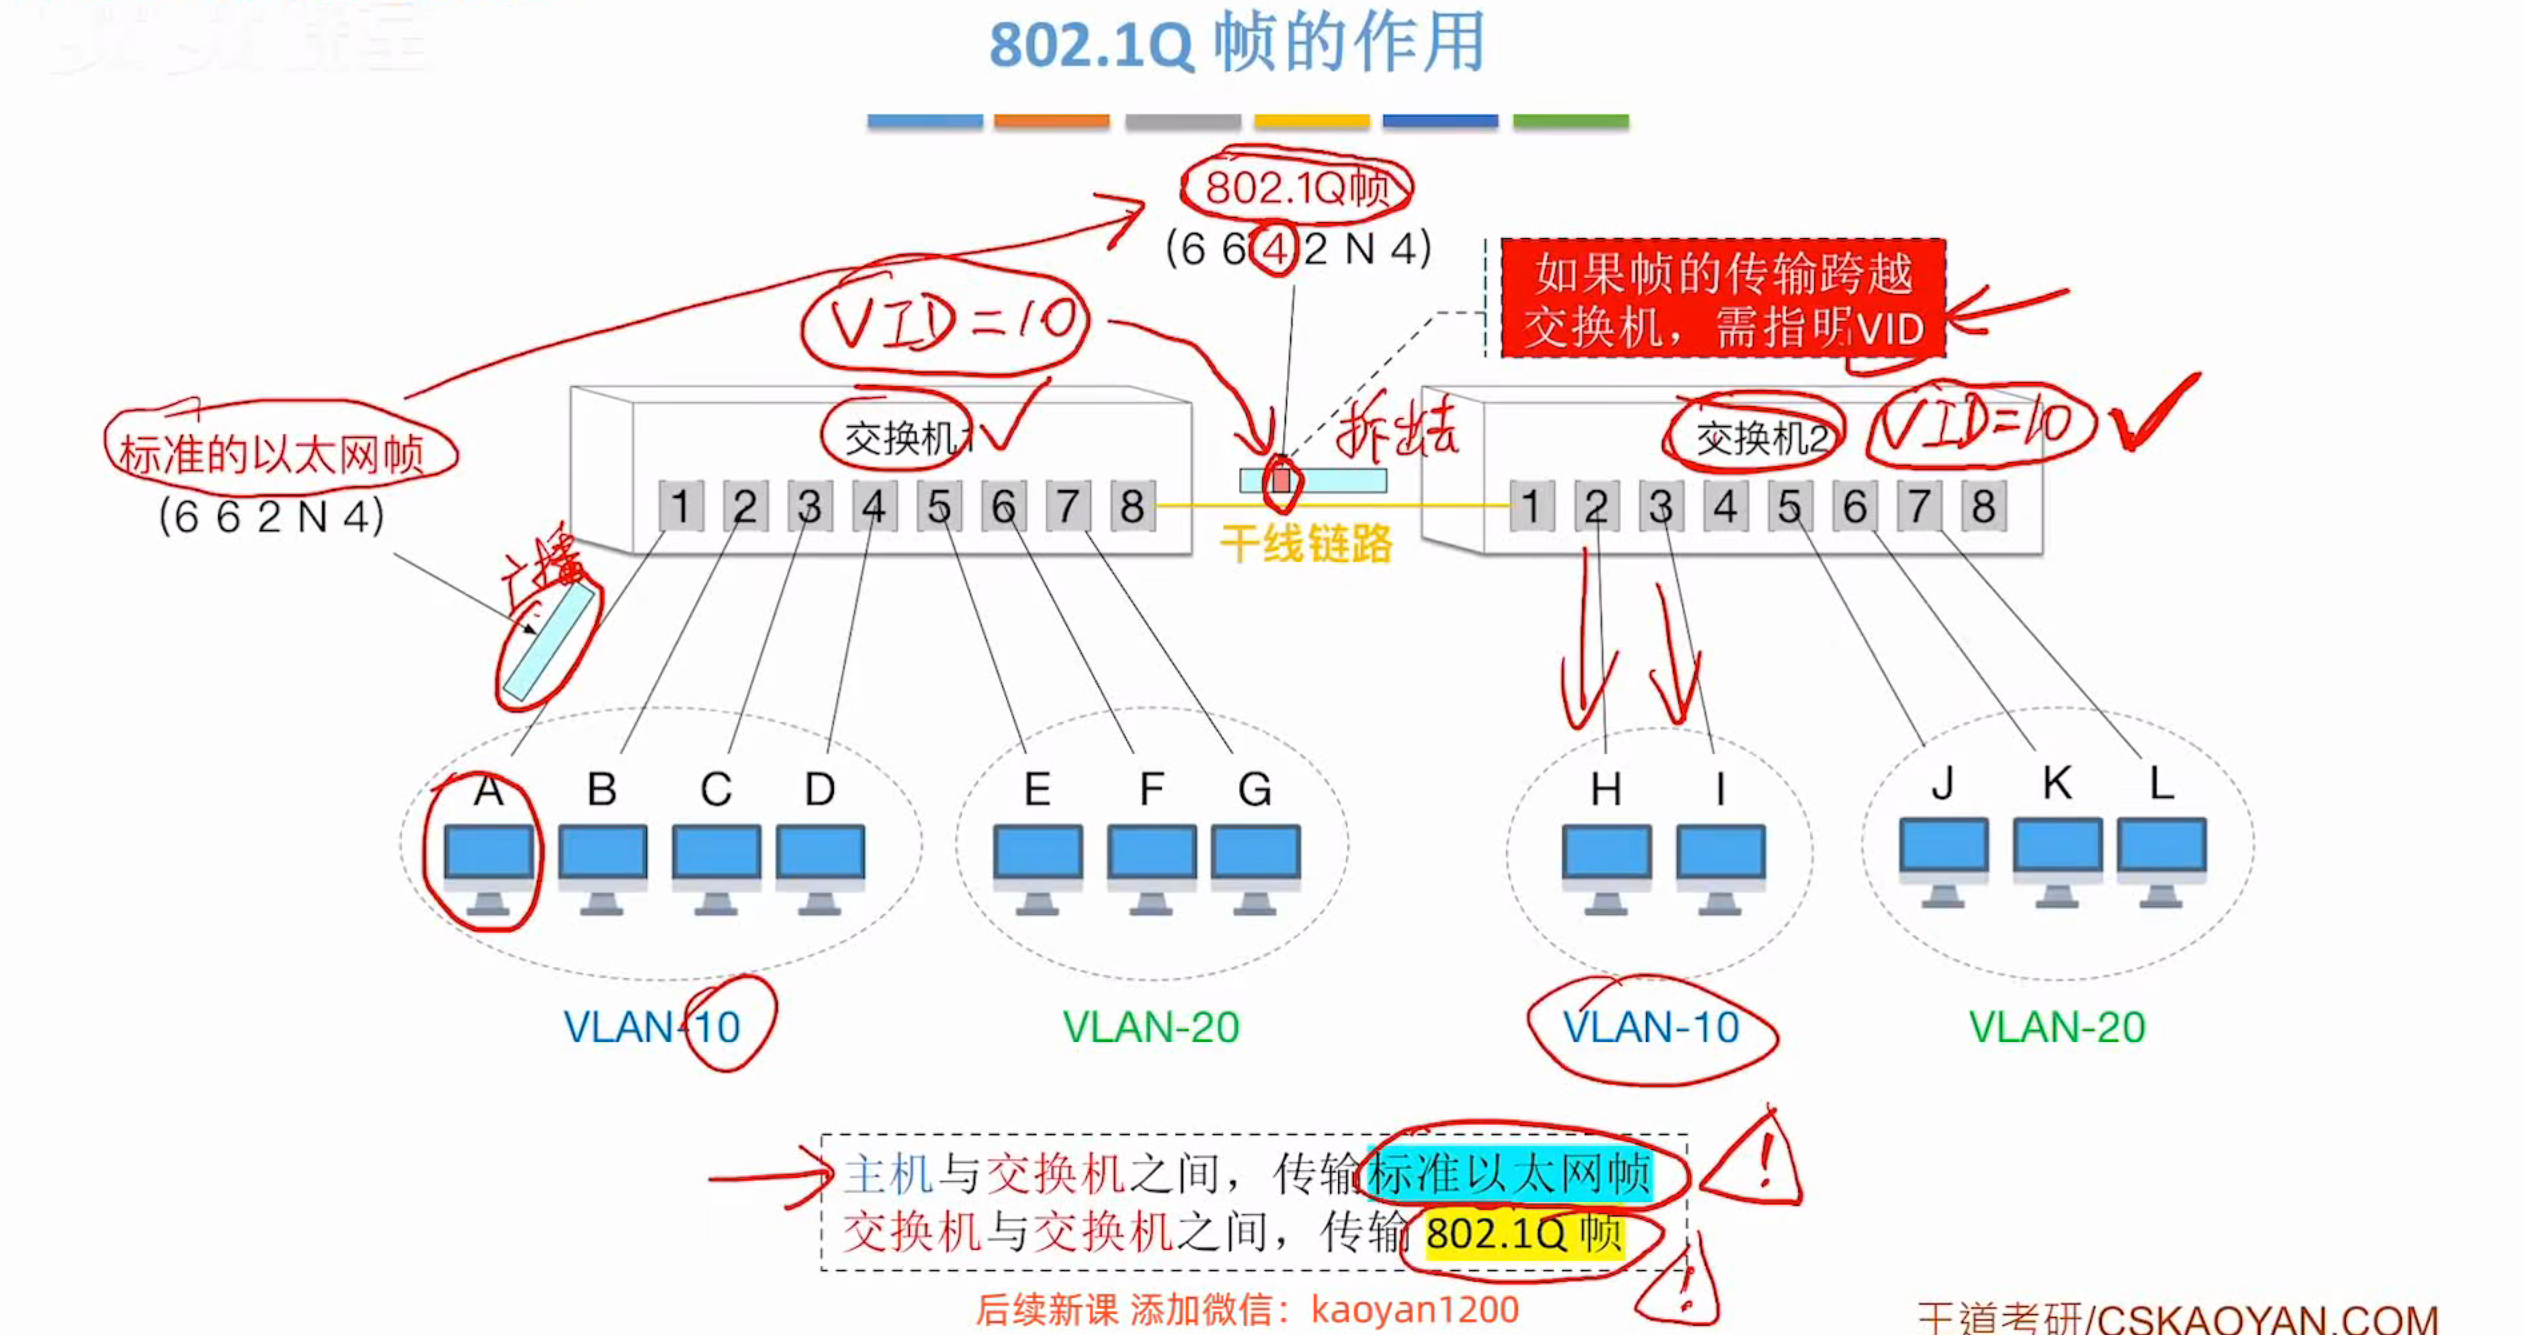 802.1Q 帧的作用
802.1Q帧
(6 6 4 2 N 4)
如果帧的传输跨越
交换机，需指明VID
VID=10
标准的以太网帧
(6 6 2 N 4)
广播
交换机1
拆出去
交换机2
VID=10
1 2 3 4 5 6 7 8
干线链路
1 2 3 4 5 6 7 8
A B C D
E F G
H I
J K L
VLAN-10
VLAN-20
VLAN-10
VLAN-20
主机与交换机之间，传输标准以太网帧
!
交换机与交换机之间，传输 802.1Q 帧
!
后续新课 添加微信：kaoyan1200
王道考研/CSKAOYAN.COM